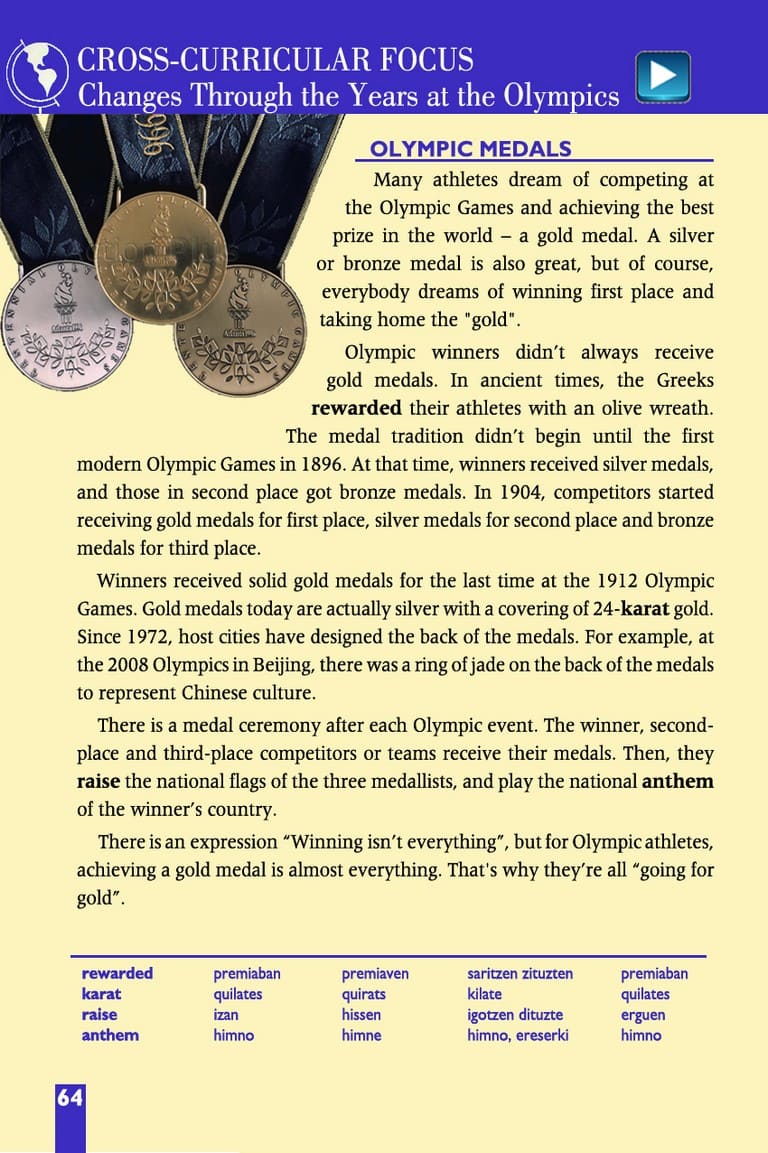 CROSS-CURRICULAR FOCUS
Changes Through the Years at the Olympics
OLYMPIC MEDALS
Many athletes dream of competing at
the Olympic Games and achieving the best
prize in the world – a gold medal. A silver
or bronze medal is also great, but of course,
everybody dreams of winning first place and
taking home the "gold".
Olympic winners didn't always receive
gold medals. In ancient times, the Greeks
rewarded their athletes with an olive wreath.
The medal tradition didn't begin until the first
modern Olympic Games in 1896. At that time, winners received silver medals,
and those in second place got bronze medals. In 1904, competitors started
receiving gold medals for first place, silver medals for second place and bronze
medals for third place.
Winners received solid gold medals for the last time at the 1912 Olympic
Games. Gold medals today are actually silver with a covering of 24-karat gold.
Since 1972, host cities have designed the back of the medals. For example, at
the 2008 Olympics in Beijing, there was a ring of jade on the back of the medals
to represent Chinese culture.
There is a medal ceremony after each Olympic event. The winner, second-
place and third-place competitors or teams receive their medals. Then, they
raise the national flags of the three medallists, and play the national anthem
of the winner's country.
There is an expression “Winning isn't everything”, but for Olympic athletes,
achieving a gold medal is almost everything. That's why they're all “going for
gold”.
rewarded premiaban premiaven saritzen zituzten premiaban
karat quilates quirats kilate quilates
raise izan hissen igotzen dituzte erguen
anthem himno himne himno, ereserki himno
64